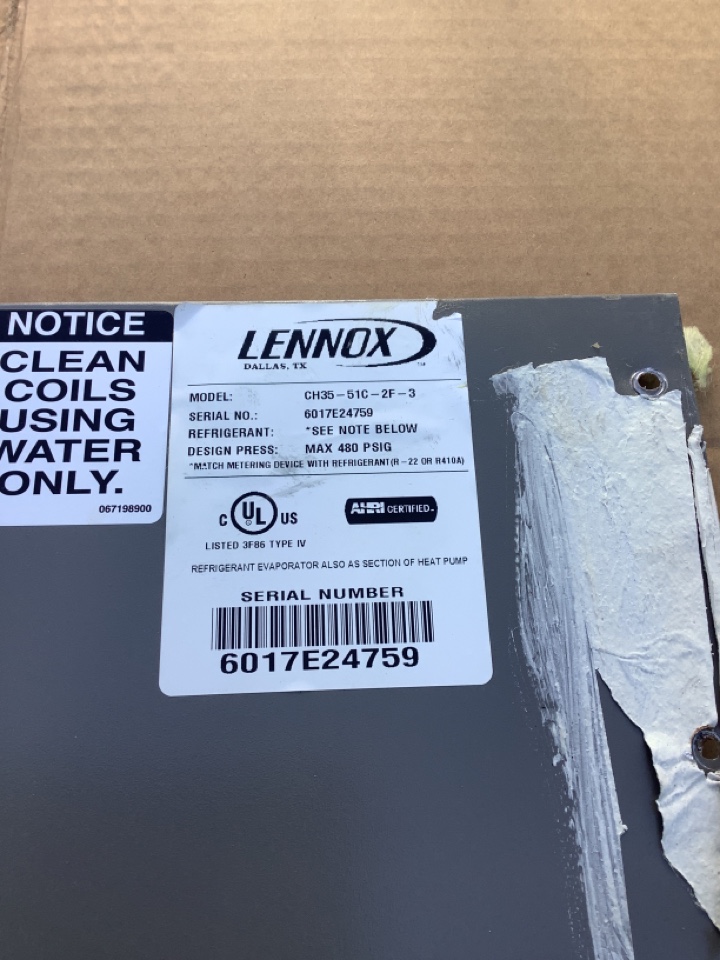 NOTICE
CLEAN
COILS
USING
WATER
ONLY.
067198900
LENNOX
DALLAS, TX
TM
MODEL: CH35-51C-2F-3
SERIAL NO.: 6017E24759
REFRIGERANT: *SEE NOTE BELOW
DESIGN PRESS: MAX 480 PSIG
*MATCH METERING DEVICE WITH REFRIGERANT(R-22 OR R410A)
C UL US
AHRI CERTIFIED
LISTED 3F86 TYPE IV
REFRIGERANT EVAPORATOR ALSO AS SECTION OF HEAT PUMP
SERIAL NUMBER
6017E24759